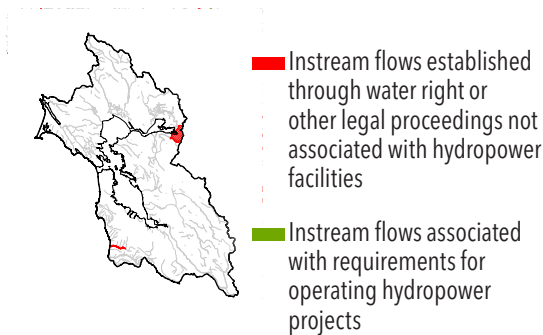 Instream flows established
through water right or
other legal proceedings not
associated with hydropower
facilities
Instream flows associated
with requirements for
operating hydropower
projects